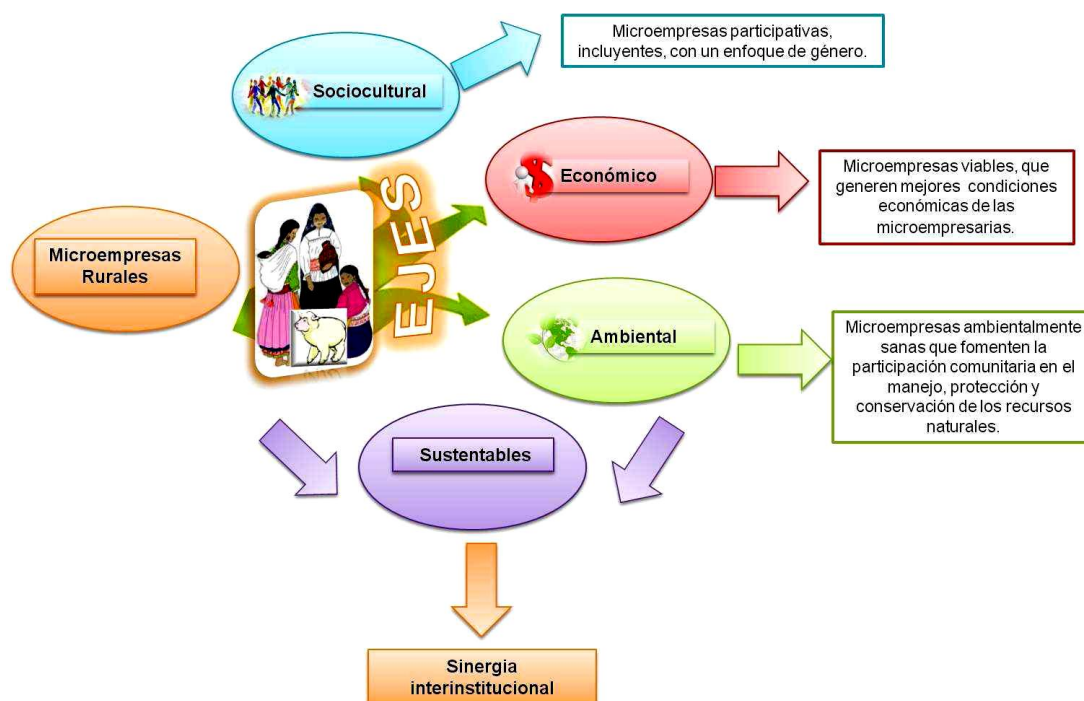 Microempresas participativas,
incluyentes, con un enfoque de género.
Sociocultural
Económico
Microempresas viables, que
generen mejores condiciones
económicas de las
microempresarias.
EJES
Microempresas
Rurales
Ambiental
Microempresas ambientalmente
sanas que fomenten la
participación comunitaria en el
manejo, protección y
conservación de los recursos
naturales.
Sustentables
Sinergia
interinstitucional